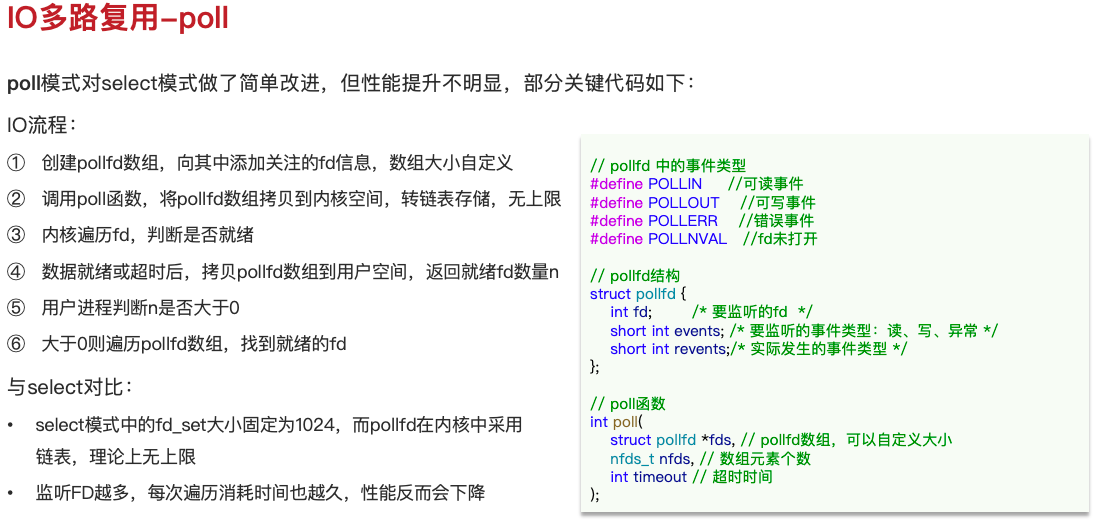 IO多路复用–poll
poll模式对select模式做了简单改进，但性能提升不明显，部分关键代码如下：
IO流程：
① 创建pollfd数组，向其中添加关注的fd信息，数组大小自定义
② 调用poll函数，将pollfd数组拷贝到内核空间，转链表存储，无上限
③ 内核遍历fd，判断是否就绪
④ 数据就绪或超时后，拷贝pollfd数组到用户空间，返回就绪fd数量n
⑤ 用户进程判断n是否大于0
⑥ 大于0则遍历pollfd数组，找到就绪的fd
与select对比：
• select模式中的fd_set大小固定为1024，而pollfd在内核中采用
链表，理论上无上限
• 监听FD越多，每次遍历消耗时间也越久，性能反而会下降
// pollfd 中的事件类型
#define POLLIN //可读事件
#define POLLOUT //可写事件
#define POLLERR //错误事件
#define POLLNVAL //fd未打开
// pollfd结构
struct pollfd {
int fd; /* 要监听的fd */
short int events; /* 要监听的事件类型：读、写、异常 */
short int revents;/* 实际发生的事件类型 */
};
// poll函数
int poll(
struct pollfd *fds, // pollfd数组，可以自定义大小
nfds_t nfds, // 数组元素个数
int timeout // 超时时间
);